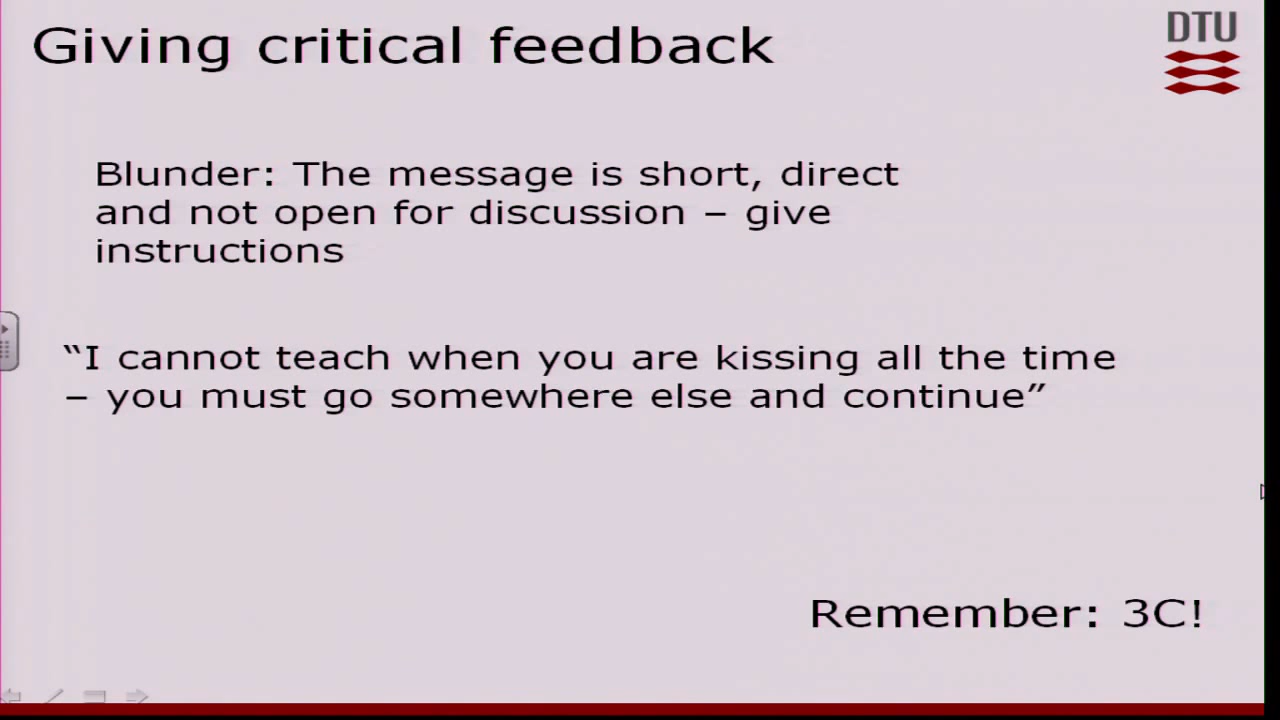 Giving critical feedback
DTU
Blunder: The message is short, direct
and not open for discussion – give
instructions
“I cannot teach when you are kissing all the time
– you must go somewhere else and continue”
Remember: 3C!